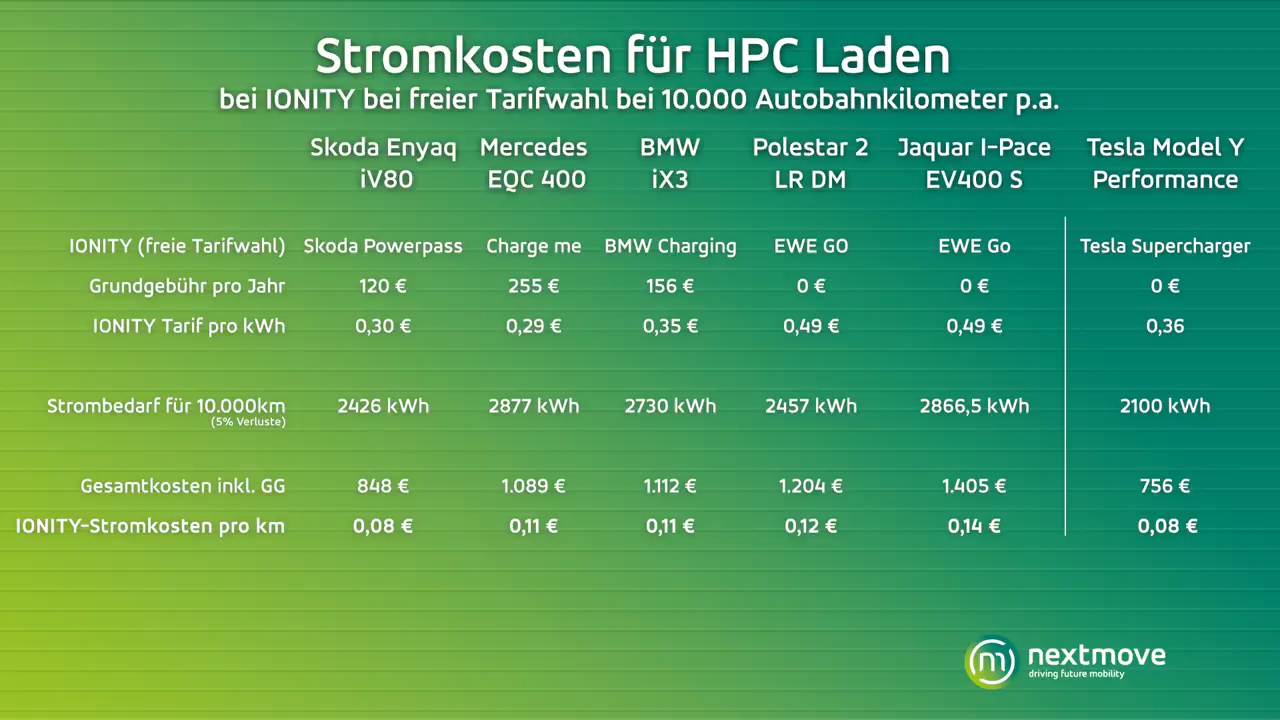 Stromkosten für HPC Laden
bei IONITY bei freier Tarifwahl bei 10.000 Autobahnkilometer p.a.
Skoda Enyaq Mercedes BMW Polestar 2 Jaquar I-Pace Tesla Model Y
iV80 EQC 400 iX3 LR DM EV400 S Performance
IONITY (freie Tarifwahl) Skoda Powerpass Charge me BMW Charging EWE GO EWE Go Tesla Supercharger
Grundgebühr pro Jahr 120 € 255 € 156 € 0 € 0 € 0 €
IONITY Tarif pro kWh 0,30 € 0,29 € 0,35 € 0,49 € 0,49 € 0,36
Strombedarf für 10.000km 2426 kWh 2877 kWh 2730 kWh 2457 kWh 2866,5 kWh 2100 kWh
(5% Verluste)
Gesamtkosten inkl. GG 848 € 1.089 € 1.112 € 1.204 € 1.405 € 756 €
IONITY-Stromkosten pro km 0,08 € 0,11 € 0,11 € 0,12 € 0,14 € 0,08 €
m nextmove
driving future mobility